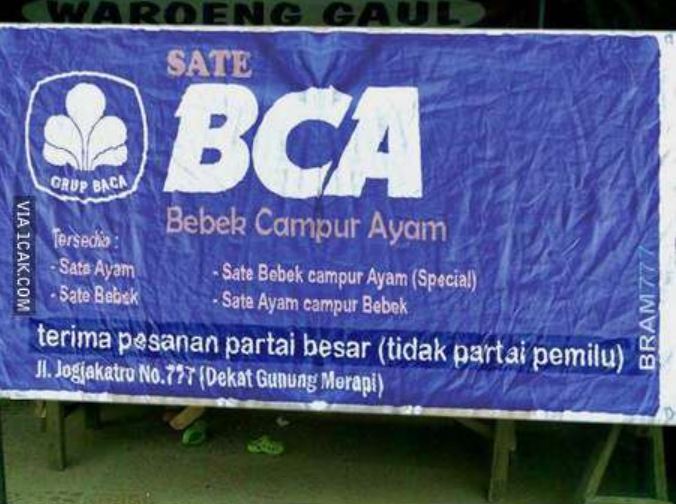 WAROENG GAUL
SATE
BCA
GRUP BACA
Bebek Campur Ayam
Tersedia :
- Sate Ayam
- Sate Bebek
- Sate Bebek campur Ayam (Special)
- Sate Ayam campur Bebek
terima pesanan partai besar (tidak partai pemilu)
Jl. Jogjakatro No.777 (Dekat Gunung Merapi)
BRAM777
VIA 1CAK.COM